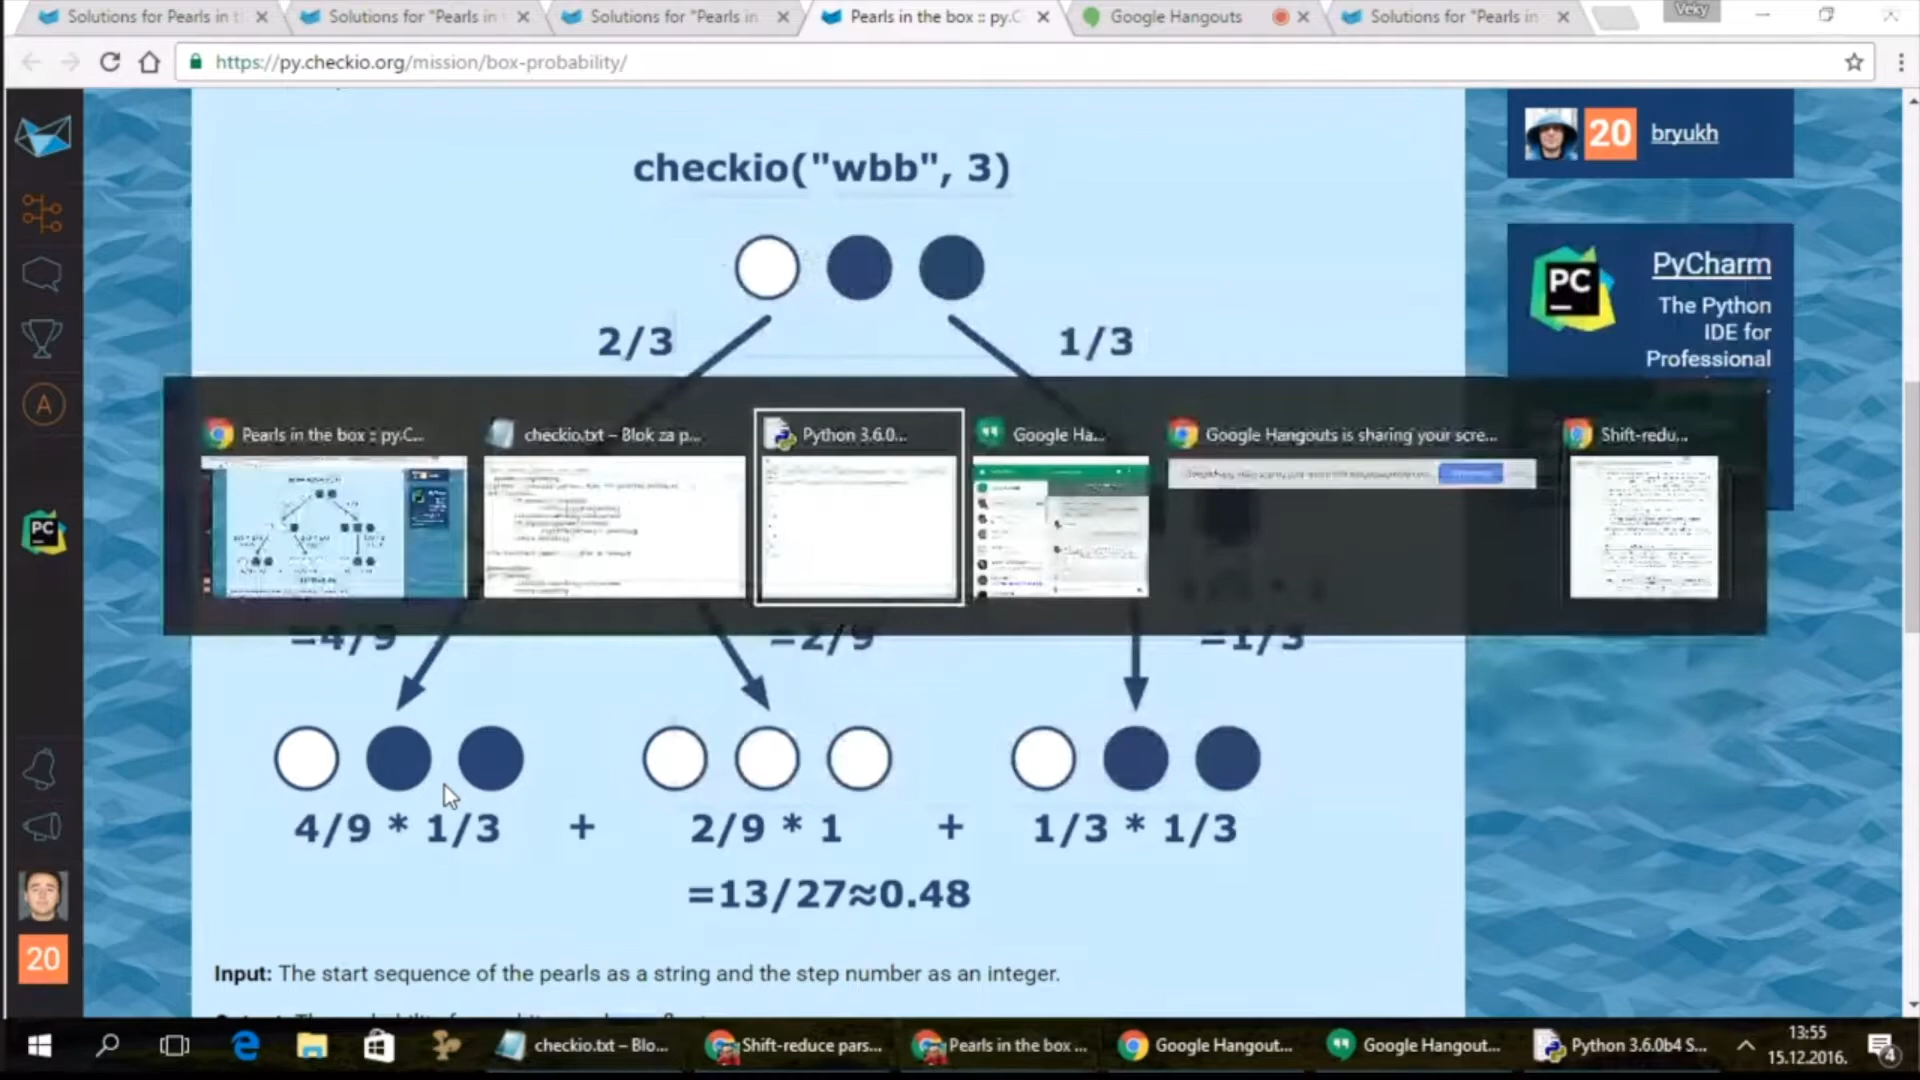 Solutions for Pearls in t
Solutions for "Pearls in
Solutions for "Pearls in
Pearls in the box :: py.C
Google Hangouts
Solutions for "Pearls in
Veky
https://py.checkio.org/mission/box-probability/
20
bryukh
checkio("wbb", 3)
PC
PyCharm
The Python
IDE for
Professional
2/3
1/3
A
Pearls in the box :: py.C...
checkio.txt – Blok za p...
Python 3.6.0...
Google Ha...
Google Hangouts is sharing your scre...
Shift-redu...
PC
=4/9
=2/9
=1/3
4/9 * 1/3 + 2/9 * 1 + 1/3 * 1/3
=13/27≈0.48
20
Input: The start sequence of the pearls as a string and the step number as an integer.
checkio.txt – Blo...
Shift-reduce pars...
Pearls in the box ...
Google Hangout...
Google Hangout...
Python 3.6.0b4 S...
13:55
15.12.2016.
4